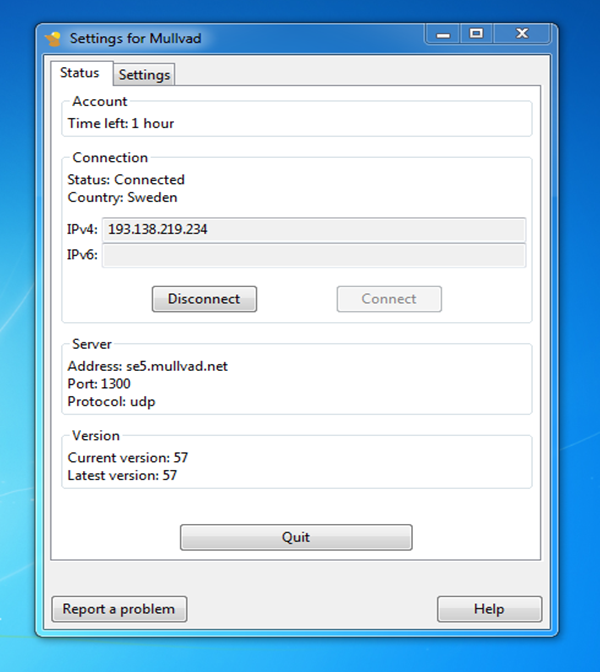 Settings for Mullvad
Status
Settings
Account
Time left: 1 hour
Connection
Status: Connected
Country: Sweden
IPv4: 193.138.219.234
IPv6:
Disconnect
Connect
Server
Address: se5.mullvad.net
Port: 1300
Protocol: udp
Version
Current version: 57
Latest version: 57
Quit
Report a problem
Help